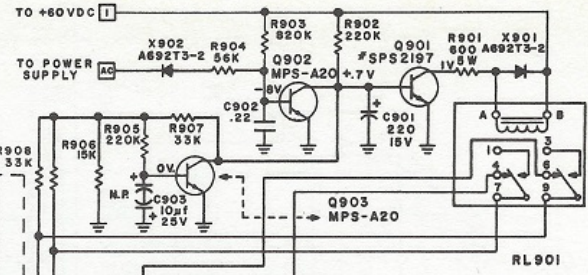 TO +60VDC 1
R903
820K
R902
220K
X902
A692T3-2
R904
56K
Q902
MPS-A20
+.7V
Q901
#SPS2197
1V
R901
600
5W
X901
A692T3-2
TO POWER
SUPPLY
AC
-8V
C902
.22
C901
220
15V
+
A
B
R908
33K
R906
15K
R905
220K
R907
33K
0V
+
N.P.
C903
10µf
25V
+
Q903
MPS-A20
1
3
4
6
7
9
RL901